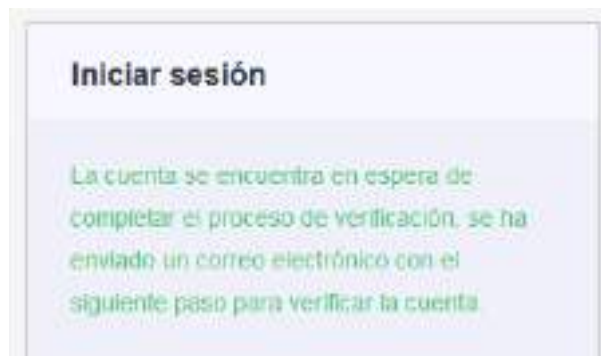 Iniciar sesión
La cuenta se encuentra en espera de
completar el proceso de verificación, se ha
enviado un correo electrónico con el
siguiente paso para verificar la cuenta.